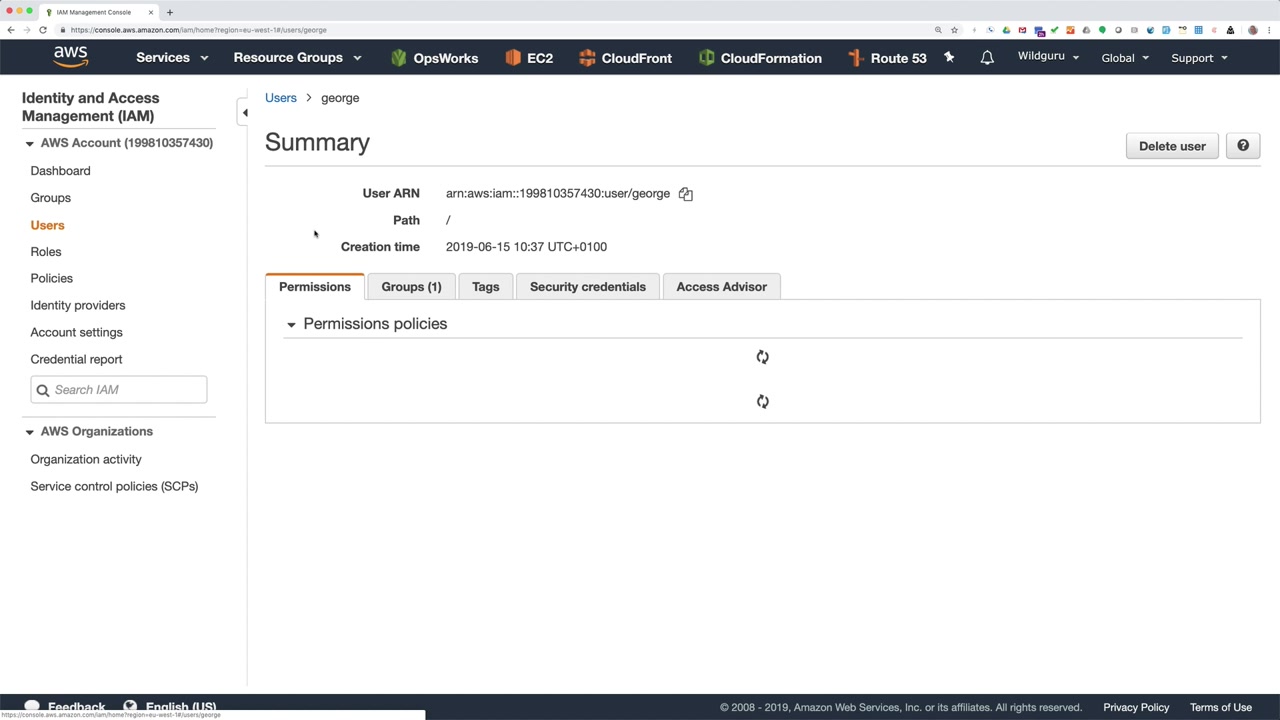 IAM Management Console
https://console.aws.amazon.com/iam/home?region=eu-west-1#/users/george
aws
Services
Resource Groups
OpsWorks
EC2
CloudFront
CloudFormation
Route 53
Wildguru
Global
Support
Identity and Access
Management (IAM)
AWS Account (199810357430)
Dashboard
Groups
Users
Roles
Policies
Identity providers
Account settings
Credential report
Search IAM
AWS Organizations
Organization activity
Service control policies (SCPs)
Users > george
Summary
Delete user
?
User ARN arn:aws:iam::199810357430:user/george
Path /
Creation time 2019-06-15 10:37 UTC+0100
Permissions
Groups (1)
Tags
Security credentials
Access Advisor
Permissions policies
Feedback
English (US)
© 2008 - 2019, Amazon Web Services, Inc. or its affiliates. All rights reserved.
Privacy Policy
Terms of Use
https://console.aws.amazon.com/iam/home?region=eu-west-1#/users/george